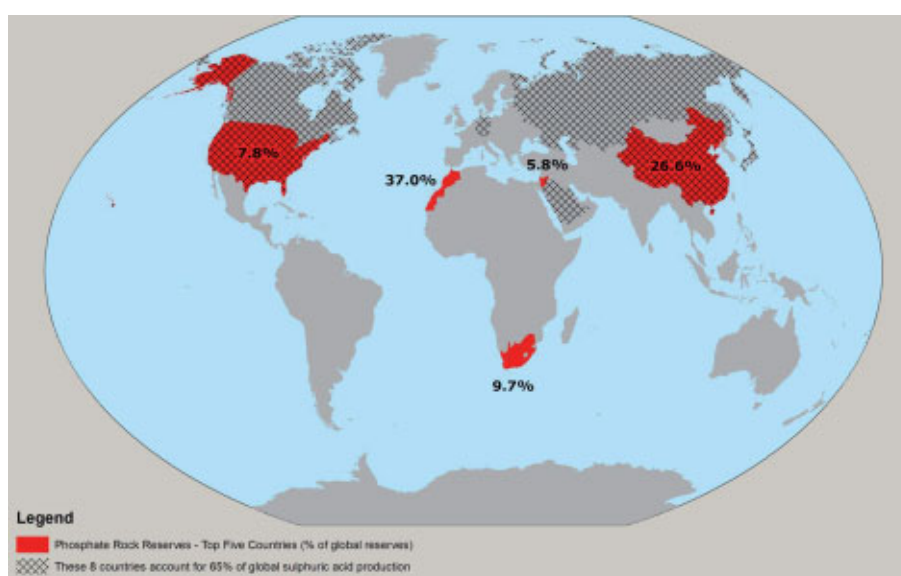 7.8%
5.8%
26.6%
37.0%
9.7%
Legend
Phosphate Rock Reserves - Top Five Countries (% of global reserves)
These 8 countries account for 65% of global sulphuric acid production